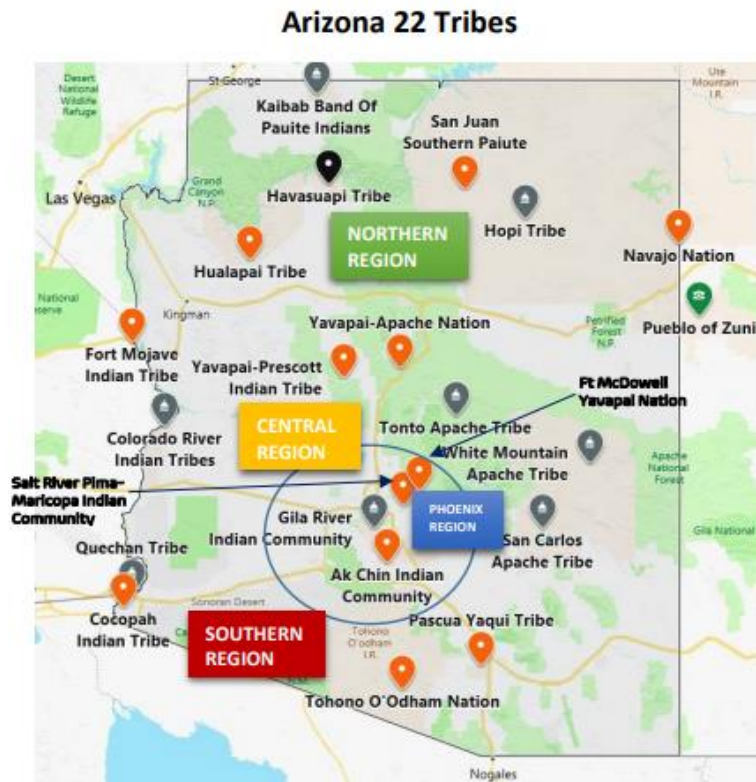 Arizona 22 Tribes
Desert
National
Wildlife
Refuge
St George
Ute
Mountain
I.R.
Kaibab Band Of
Pauite Indians
San Juan
Southern Paiute
Las Vegas
Grand
Canyon
N.P.
Havasuapi Tribe
Hopi Tribe
NORTHERN
REGION
Hualapai Tribe
Navajo Nation
National
Kingman
Yavapai-Apache Nation
Petrified
Forest
N.P.
Pueblo of Zuni
Fort Mojave
Indian Tribe
Yavapai-Prescott
Indian Tribe
Ft McDowell
Yavapai Nation
Tonto Apache Tribe
Colorado River
Indian Tribes
CENTRAL
REGION
White Mountain
Apache Tribe
Apache
National
Forest
Salt River Pima-
Maricopa Indian
Community
Gila River
Indian Community
PHOENIX
REGION
San Carlos
Apache Tribe
Gila National
Quechan Tribe
Ak Chin Indian
Community
Cocopah
Indian Tribe
Sonoran Desert
Pascua Yaqui Tribe
SOUTHERN
REGION
Tohono
O'odham
I.R.
Tohono O'Odham Nation
Nogales